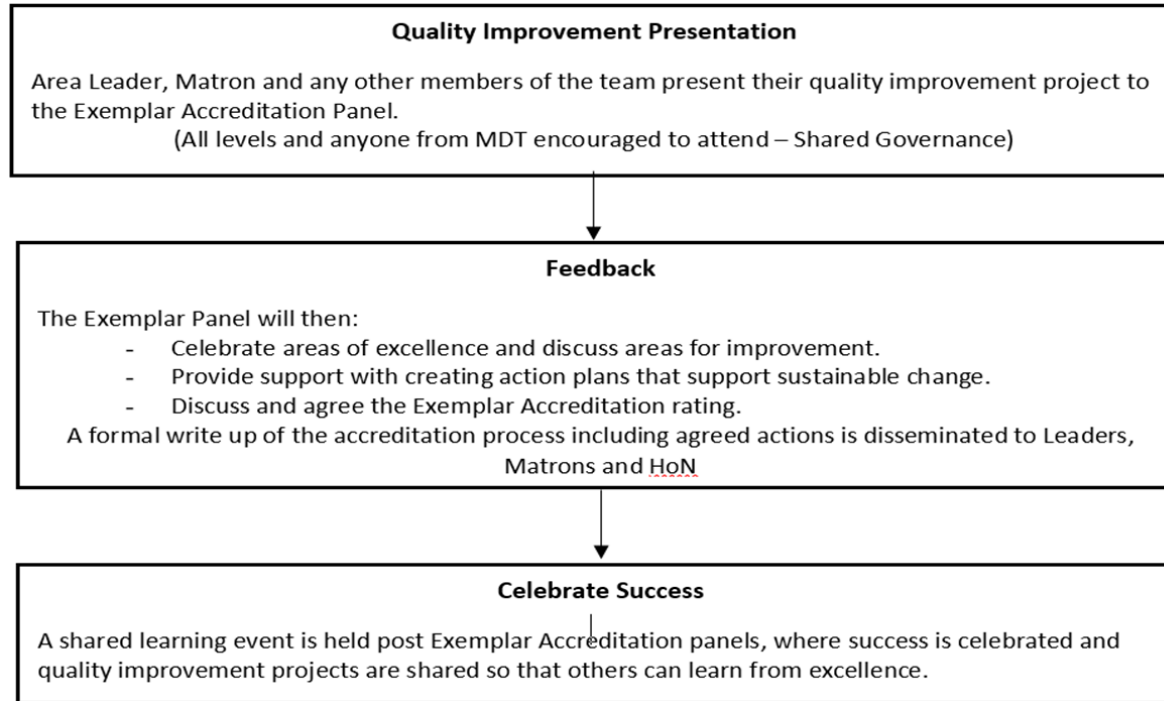 Quality Improvement Presentation
Area Leader, Matron and any other members of the team present their quality improvement project to
the Exemplar Accreditation Panel.
(All levels and anyone from MDT encouraged to attend – Shared Governance)
Feedback
The Exemplar Panel will then:
- Celebrate areas of excellence and discuss areas for improvement.
- Provide support with creating action plans that support sustainable change.
- Discuss and agree the Exemplar Accreditation rating.
A formal write up of the accreditation process including agreed actions is disseminated to Leaders,
Matrons and HoN
Celebrate Success
A shared learning event is held post Exemplar Accreditation panels, where success is celebrated and
quality improvement projects are shared so that others can learn from excellence.